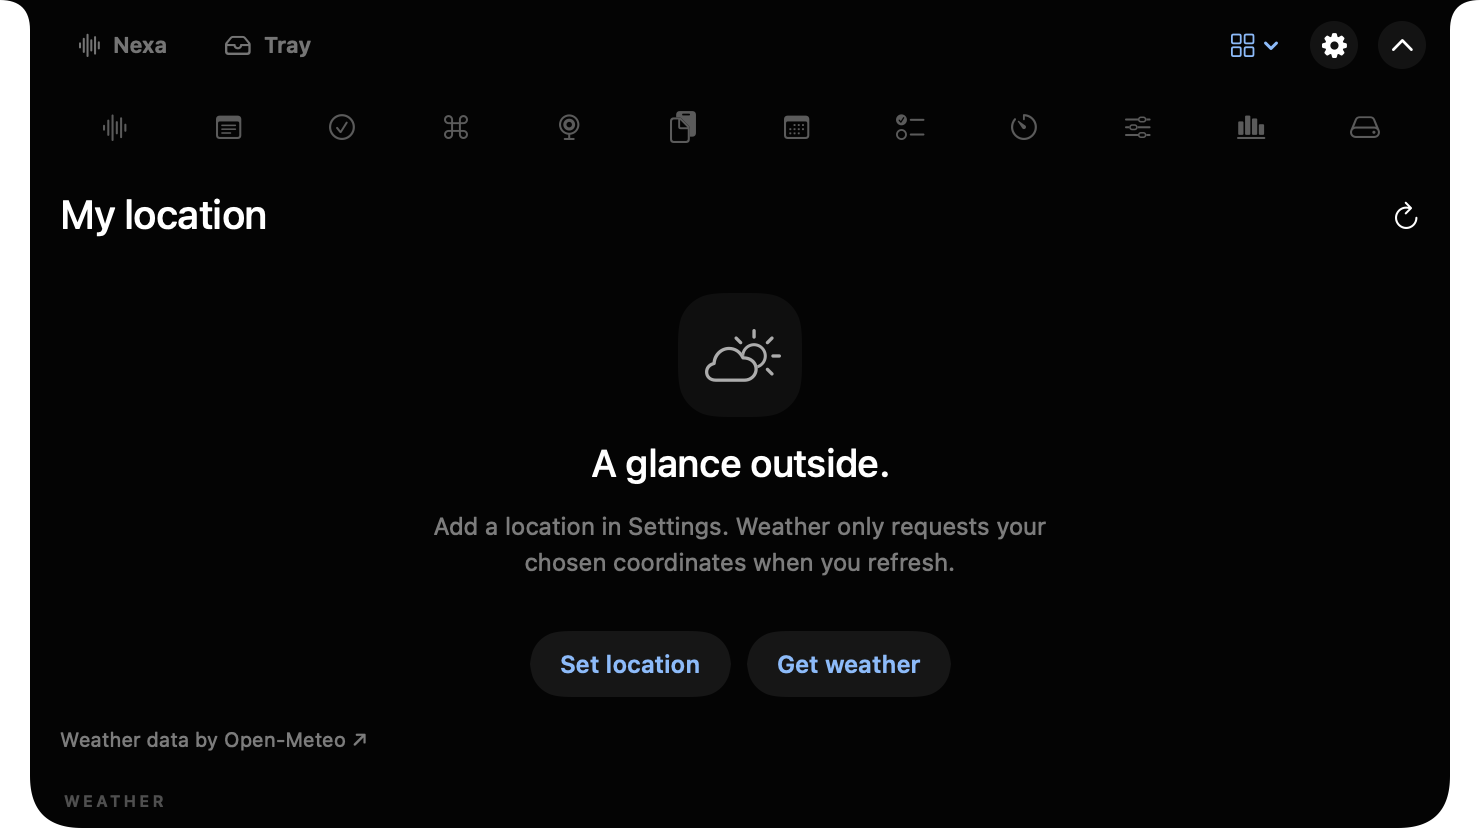 Nexa
Tray
My location
A glance outside.
Add a location in Settings. Weather only requests your
chosen coordinates when you refresh.
Set location
Get weather
Weather data by Open-Meteo ↗
WEATHER